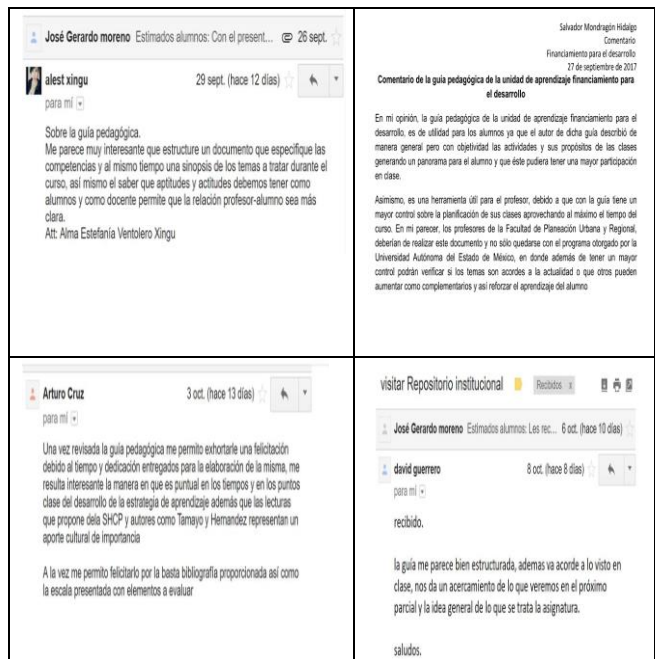 José Gerardo moreno Estimados alumnos: Con el present... 26 sept.
alest xingu 29 sept. (hace 12 días)
para mí
Sobre la guía pedagógica.
Me parece muy interesante que estructure un documento que especifique las
competencias y al mismo tiempo una sinopsis de los temas a tratar durante el
curso, así mismo el saber que aptitudes y actitudes debemos tener como
alumnos y como docente permite que la relación profesor-alumno sea más
clara.
Att: Alma Estefanía Ventolero Xingu
Salvador Mondragón Hidalgo
Comentario
Financiamiento para el desarrollo
27 de septiembre de 2017
Comentario de la guía pedagógica de la unidad de aprendizaje financiamiento para
el desarrollo
En mi opinión, la guía pedagógica de la unidad de aprendizaje financiamiento para el
desarrollo, es de utilidad para los alumnos ya que el autor de dicha guía describió de
manera general pero con objetividad las actividades y sus propósitos de las clases
generando un panorama para el alumno y que éste pudiera tener una mayor participación
en clase.
Asimismo, es una herramienta útil para el profesor, debido a que con la guía tiene un
mayor control sobre la planificación de sus clases aprovechando al máximo el tiempo del
curso. En mi parecer, los profesores de la Facultad de Planeación Urbana y Regional,
deberían de realizar este documento y no sólo quedarse con el programa otorgado por la
Universidad Autónoma del Estado de México, en donde además de tener un mayor
control podrán verificar si los temas son acordes a la actualidad o que otros pueden
aumentar como complementarios y así reforzar el aprendizaje del alumno
Arturo Cruz 3 oct. (hace 13 días)
para mí
Una vez revisada la guía pedagógica me permito exhortarle una felicitación
debido al tiempo y dedicación entregados para la elaboración de la misma, me
resulta interesante la manera en que es puntual en los tiempos y en los puntos
clase del desarrollo de la estrategia de aprendizaje además que las lecturas
que propone dela SHCP y autores como Tamayo y Hernandez representan un
aporte cultural de importancia
A la vez me permito felicitarlo por la basta bibliografía proporcionada así como
la escala presentada con elementos a evaluar
visitar Repositorio institucional Recibidos x
José Gerardo moreno Estimados alumnos: Les rec... 6 oct. (hace 10 días)
david guerrero 8 oct. (hace 8 días)
para mí
recibido.
la guía me parece bien estructurada, ademas va acorde a lo visto en
clase, nos da un acercamiento de lo que veremos en el próximo
parcial y la idea general de lo que se trata la asignatura.
saludos.